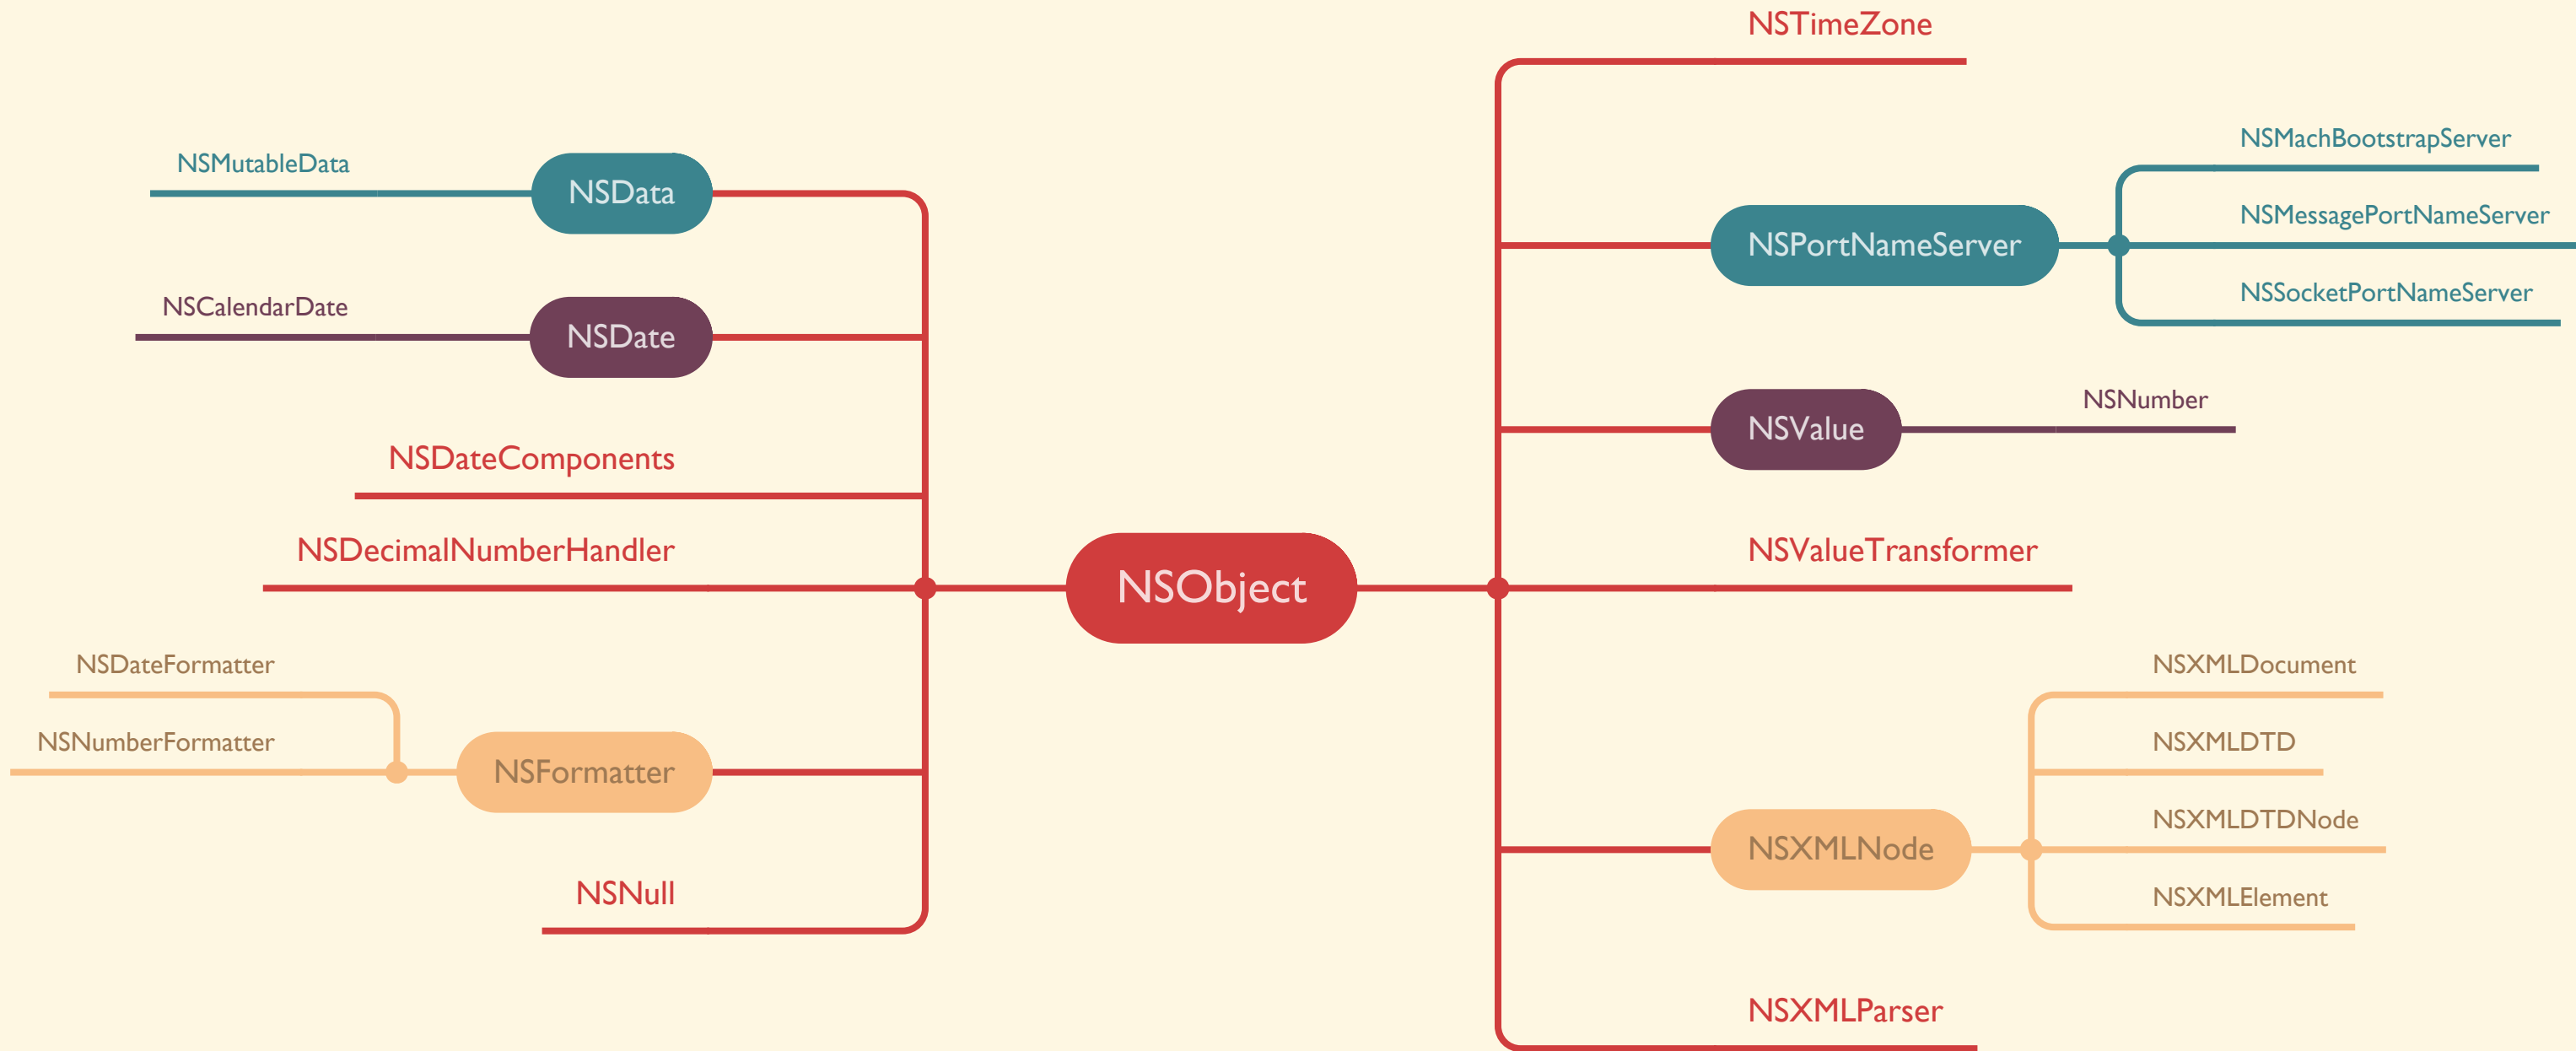 NSTimeZone
NSMachBootstrapServer
NSMutableData
NSData
NSMessagePortNameServer
NSPortNameServer
NSSocketPortNameServer
NSCalendarDate
NSDate
NSNumber
NSValue
NSDateComponents
NSDecimalNumberHandler
NSValueTransformer
NSObject
NSDateFormatter
NSXMLDocument
NSNumberFormatter
NSXMLDTD
NSFormatter
NSXMLDTDNode
NSXMLNode
NSNull
NSXMLElement
NSXMLParser